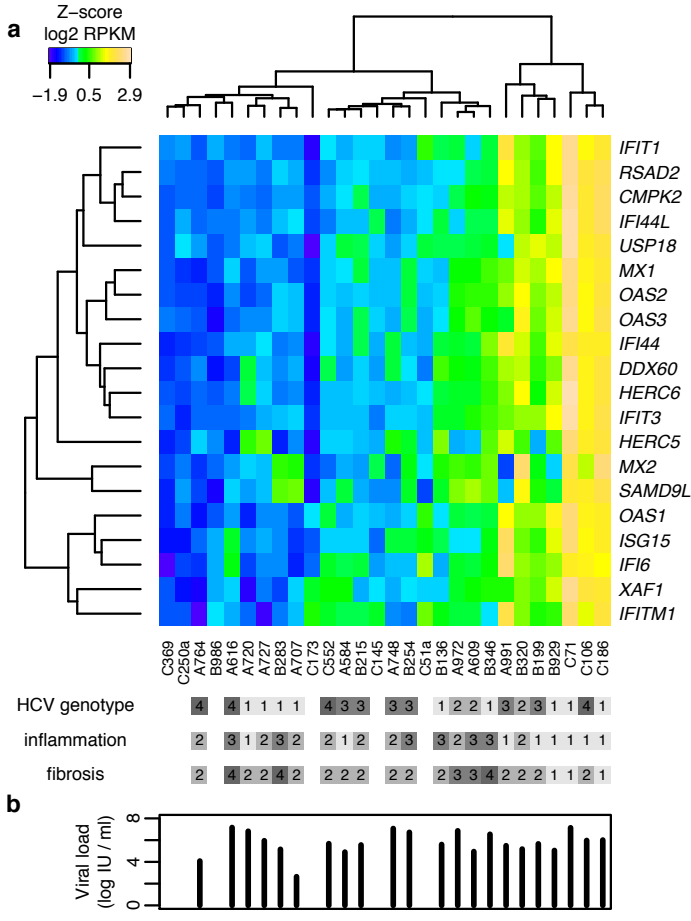 a
Z-score
log2 RPKM
−1.9 0.5 2.9
IFIT1
RSAD2
CMPK2
IFI44L
USP18
MX1
OAS2
OAS3
IFI44
DDX60
HERC6
IFIT3
HERC5
MX2
SAMD9L
OAS1
ISG15
IFI6
XAF1
IFITM1
C369 C250a A764 B986 A616 A720 A727 B283 A707 C173 C552 A584 B215 C145 A748 B254 C51a B136 A972 A609 B346 A991 B320 B199 B929 C71 C106 C186
HCV genotype 4 4 1 1 1 1 4 3 3 3 3 1 2 2 1 3 2 3 1 1 4 1
inflammation 2 3 1 2 3 2 2 1 2 2 3 3 2 3 3 1 2 1 1 1 1 1
fibrosis 2 4 2 2 4 2 2 2 2 2 2 2 3 3 4 2 2 2 1 1 2 1
b
Viral load
(log IU / ml)
8
4
0